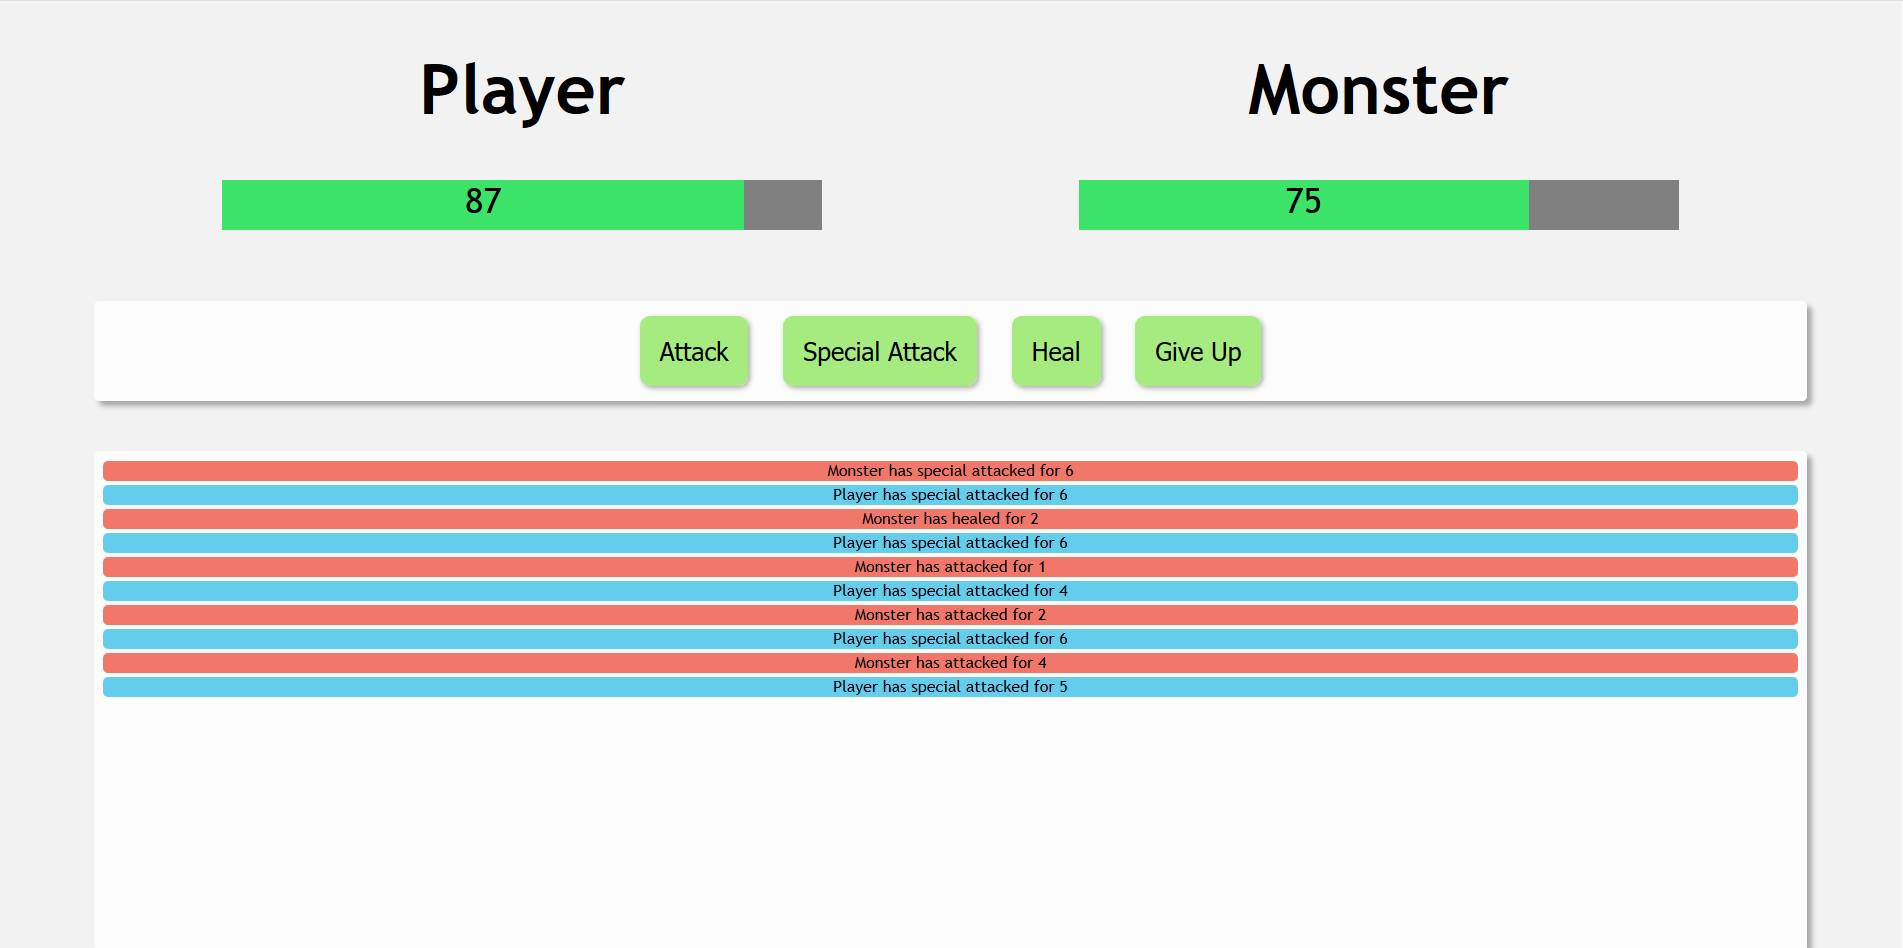 Player
Monster
87
75
Attack
Special Attack
Heal
Give Up
Monster has special attacked for 6
Player has special attacked for 6
Monster has healed for 2
Player has special attacked for 6
Monster has attacked for 1
Player has special attacked for 4
Monster has attacked for 2
Player has special attacked for 6
Monster has attacked for 4
Player has special attacked for 5